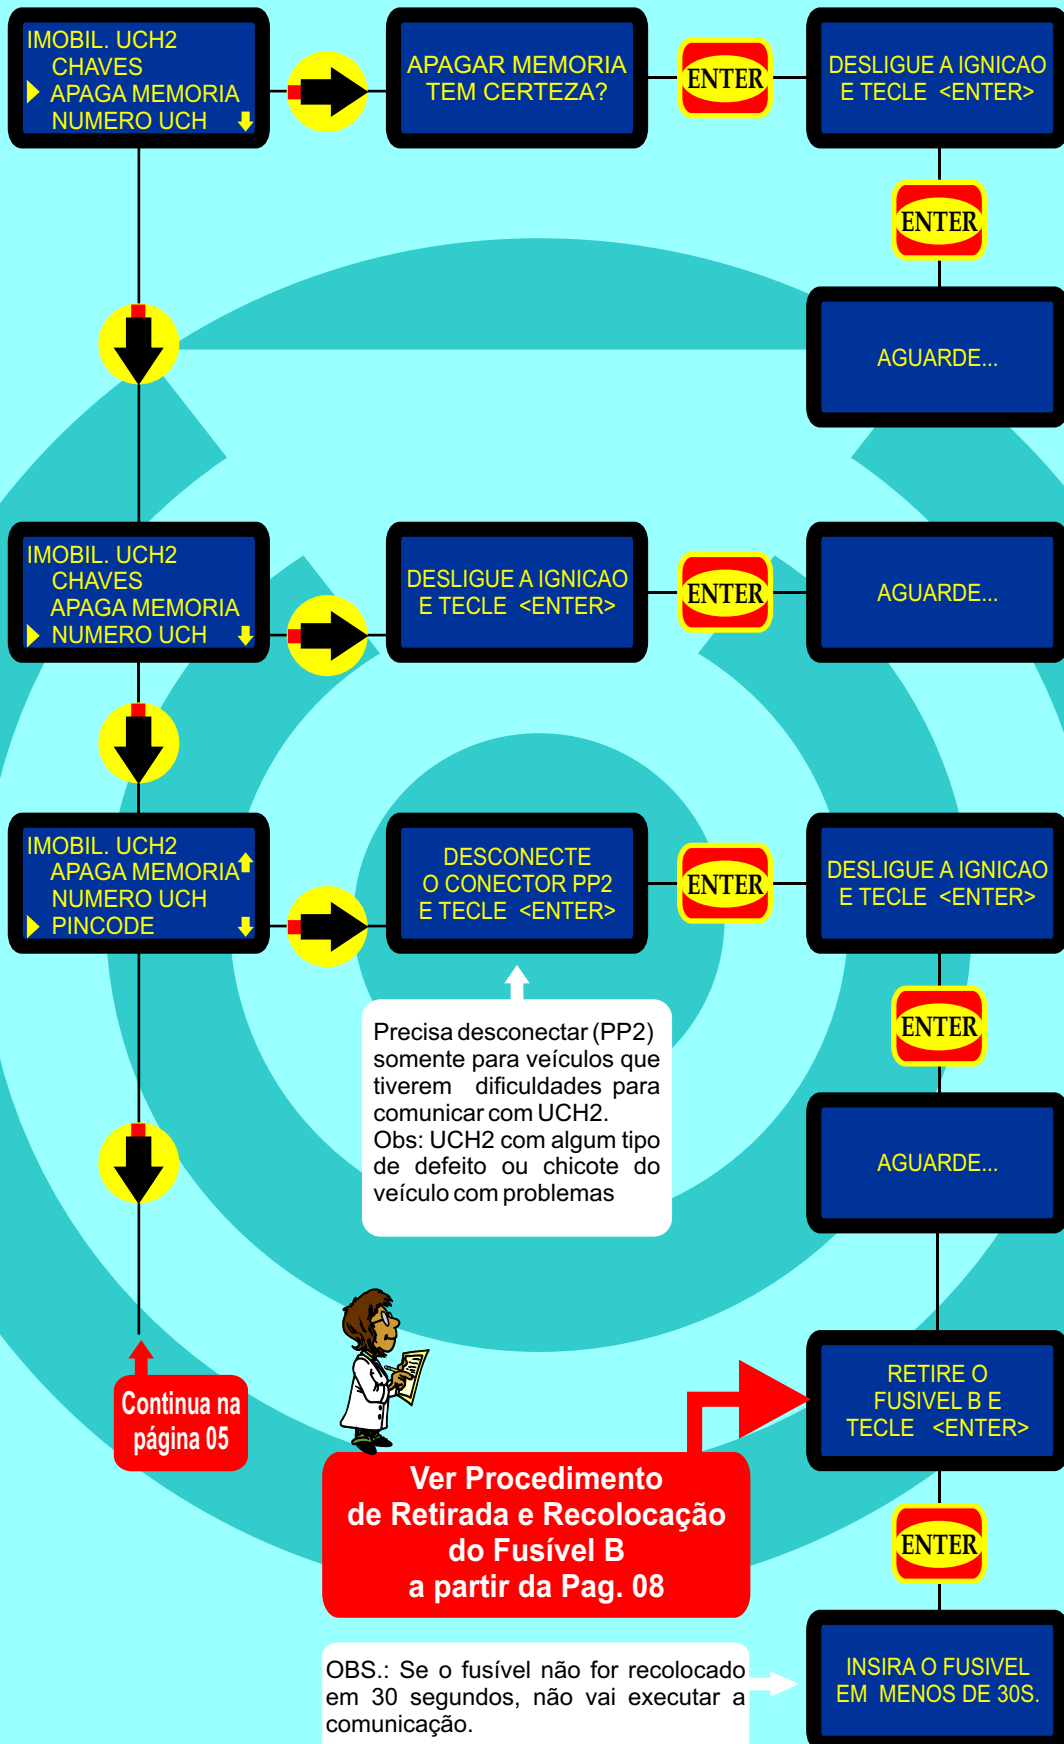 IMOBIL. UCH2
CHAVES
APAGA MEMORIA
NUMERO UCH
APAGAR MEMORIA
TEM CERTEZA?
ENTER
DESLIGUE A IGNICAO
E TECLE <ENTER>
ENTER
AGUARDE...
IMOBIL. UCH2
CHAVES
APAGA MEMORIA
NUMERO UCH
DESLIGUE A IGNICAO
E TECLE <ENTER>
ENTER
AGUARDE...
IMOBIL. UCH2
APAGA MEMORIA
NUMERO UCH
PINCODE
DESCONECTE
O CONECTOR PP2
E TECLE <ENTER>
ENTER
DESLIGUE A IGNICAO
E TECLE <ENTER>
Precisa desconectar (PP2)
somente para veículos que
tiverem dificuldades para
comunicar com UCH2.
Obs: UCH2 com algum tipo
de defeito ou chicote do
veículo com problemas
ENTER
AGUARDE...
Continua na
página 05
RETIRE O
FUSIVEL B E
TECLE <ENTER>
Ver Procedimento
de Retirada e Recolocação
do Fusível B
a partir da Pag. 08
ENTER
OBS.: Se o fusível não for recolocado
em 30 segundos, não vai executar a
comunicação.
INSIRA O FUSIVEL
EM MENOS DE 30S.